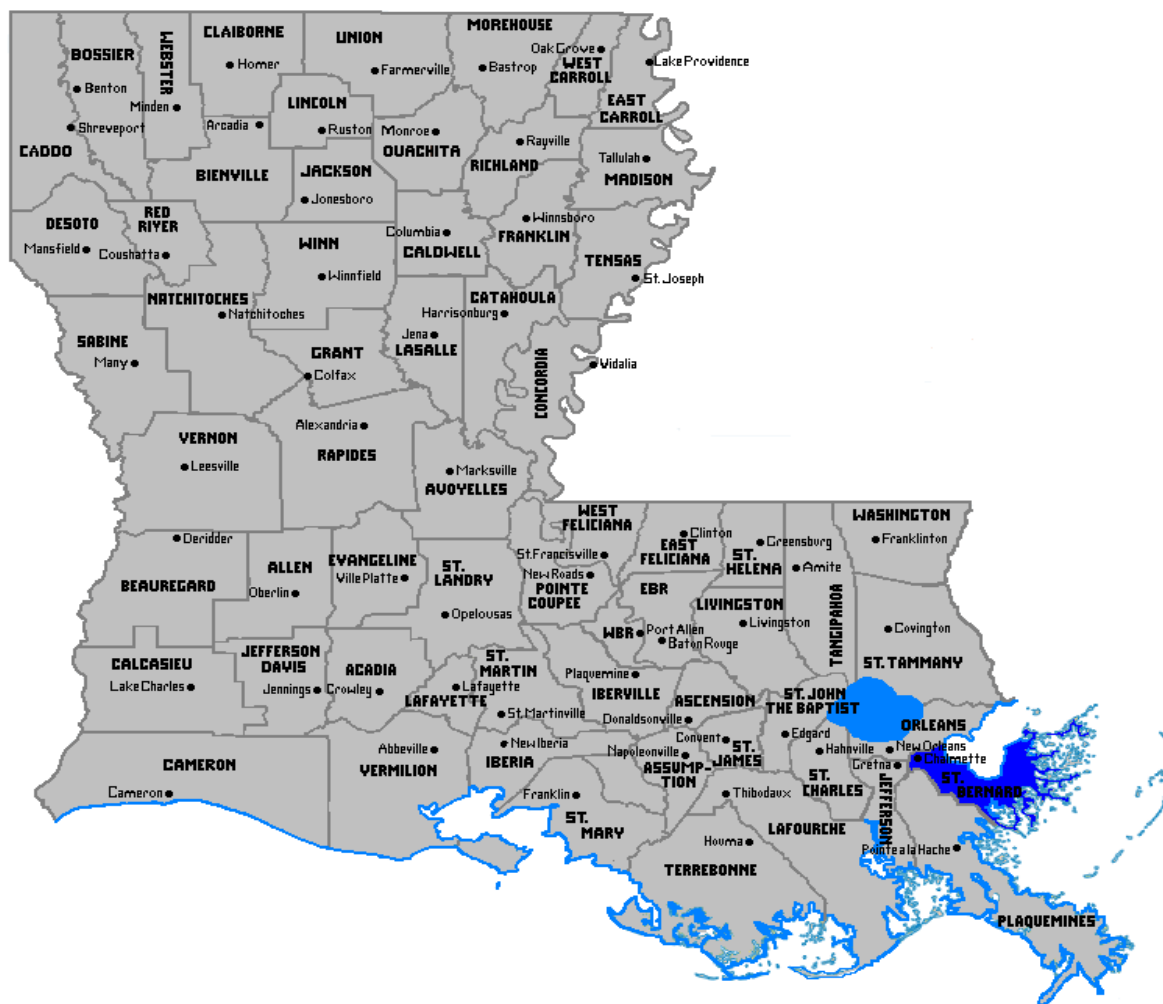 MOREHOUSE
CLAIBORNE
UNION
WEBSTER
BOSSIER
Oak Grove
WEST
CARROLL
Lake Providence
Homer
Farmerville
Bastrop
Benton
Minden
LINCOLN
EAST
CARROLL
Shreveport
Arcadia
Ruston
Monroe
OUACHITA
Rayville
CADDO
RICHLAND
Tallulah
MADISON
BIENVILLE
JACKSON
Jonesboro
RED
RIVER
DESOTO
Mansfield
Coushatta
WINN
Winnfield
Columbia
CALDWELL
Winnsboro
FRANKLIN
TENSAS
St. Joseph
NATCHITOCHES
Natchitoches
CATAHOULA
Harrisonburg
Jena
LASALLE
SABINE
Many
GRANT
Colfax
CONCORDIA
Vidalia
VERNON
Leesville
Alexandria
RAPIDES
Marksville
AVOYELLES
WEST
FELICIANA
WASHINGTON
Franklinton
Deridder
BEAUREGARD
ALLEN
Oberlin
EVANGELINE
Ville Platte
ST.
LANDRY
Opelousas
St. Francisville
New Roads
POINTE
COUPEE
Clinton
EAST
FELICIANA
Greensburg
ST.
HELENA
Amite
TANGIPAHOA
EBR
LIVINGSTON
Livingston
WBR
Port Allen
Baton Rouge
Covington
ST. TAMMANY
CALCASIEU
Lake Charles
JEFFERSON
DAVIS
Jennings
ACADIA
Crowley
LAFAYETTE
Lafayette
ST.
MARTIN
St. Martinville
Plaquemine
IBERVILLE
ASCENSION
Donaldsonville
ST. JOHN
THE BAPTIST
Edgard
ORLEANS
New Orleans
Chalmette
Gretna
ST.
BERNARD
CAMERON
Cameron
Abbeville
VERMILION
New Iberia
IBERIA
Napoleonville
ASSUMP-
TION
Convent
ST.
JAMES
Hahnville
ST.
CHARLES
JEFFERSON
Franklin
ST.
MARY
Thibodaux
LAFOURCHE
Houma
TERREBONNE
Pointe a la Hache
PLAQUEMINES